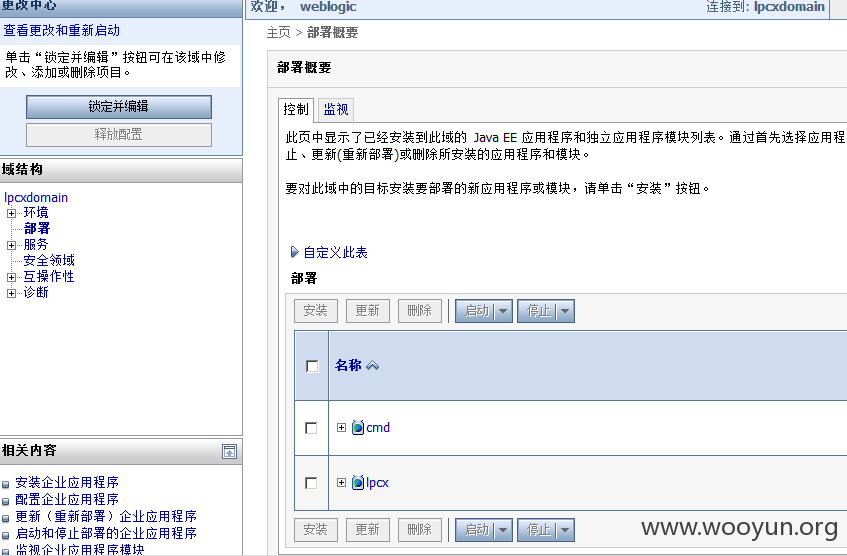 更改中心
查看更改和重新启动
单击“锁定并编辑”按钮可在该域中修
改、添加或删除项目。
锁定并编辑
释放配置
域结构
lpcxdomain
环境
部署
服务
安全领域
互操作性
诊断
相关内容
安装企业应用程序
配置企业应用程序
更新（重新部署）企业应用程序
启动和停止部署的企业应用程序
监视企业应用程序模块
欢迎， weblogic
连接到: lpcxdomain
主页 > 部署概要
部署概要
控制 监视
此页中显示了已经安装到此域的 Java EE 应用程序和独立应用程序模块列表。通过首先选择应用程
止、更新(重新部署)或删除所安装的应用程序和模块。
要对此域中的目标安装要部署的新应用程序或模块，请单击“安装”按钮。
自定义此表
部署
安装 更新 删除 启动 停止
名称
cmd
lpcx
安装 更新 删除 启动 停止
www.wooyun.org